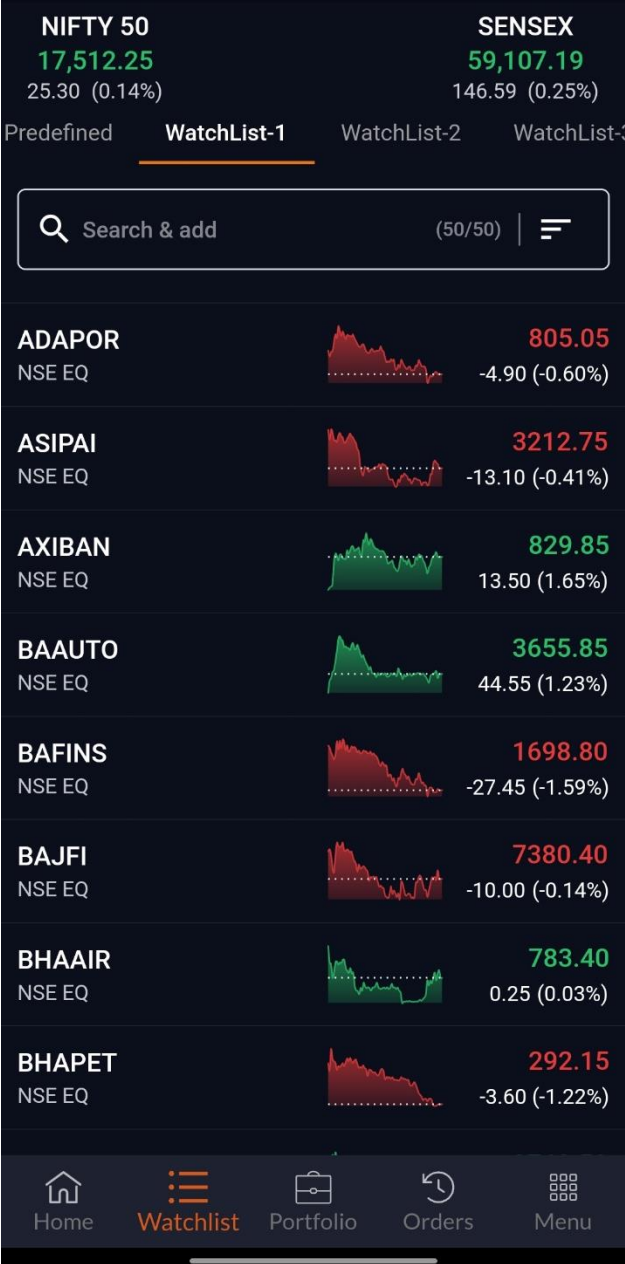 NIFTY 50 SENSEX
17,512.25 59,107.19
25.30 (0.14%) 146.59 (0.25%)
Predefined WatchList-1 WatchList-2 WatchList-3
Search & add (50/50)
ADAPOR 805.05
NSE EQ -4.90 (-0.60%)
ASIPAI 3212.75
NSE EQ -13.10 (-0.41%)
AXIBAN 829.85
NSE EQ 13.50 (1.65%)
BAAUTO 3655.85
NSE EQ 44.55 (1.23%)
BAFINS 1698.80
NSE EQ -27.45 (-1.59%)
BAJFI 7380.40
NSE EQ -10.00 (-0.14%)
BHAAIR 783.40
NSE EQ 0.25 (0.03%)
BHAPET 292.15
NSE EQ -3.60 (-1.22%)
Home Watchlist Portfolio Orders Menu